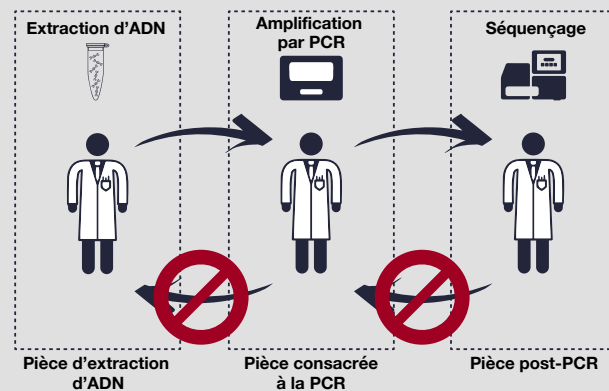 Extraction d'ADN
Amplification
par PCR
Séquençage
Pièce d'extraction
d'ADN
Pièce consacrée
à la PCR
Pièce post-PCR